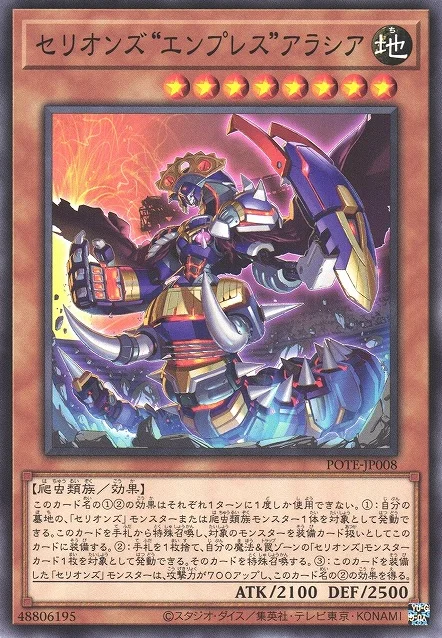 セリオンズ“エンプレス”アラシア
地
POTE-JP008
【爬虫類族／効果】
このカード名の①②の効果はそれぞれ１ターンに１度しか使用できない。①：自分の
墓地の、「セリオンズ」モンスターまたは爬虫類族モンスター１体を対象として発動で
きる。このカードを手札から特殊召喚し、対象のモンスターを装備カード扱いとしてこの
カードに装備する。②：手札を１枚捨て、自分の魔法＆罠ゾーンの「セリオンズ」モンスター
カード１枚を対象として発動できる。そのカードを特殊召喚する。③：このカードを装備
した「セリオンズ」モンスターは、攻撃力が７００アップし、このカード名の②の効果を得る。
ATK/2100 DEF/2500
48806195 ©スタジオ・ダイス／集英社・テレビ東京・KONAMI